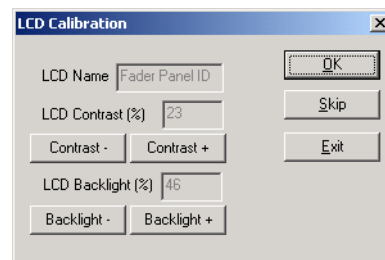 LCD Calibration
LCD Name Fader Panel ID
LCD Contrast (%) 23
Contrast - Contrast +
LCD Backlight (%) 46
Backlight - Backlight +
OK
Skip
Exit